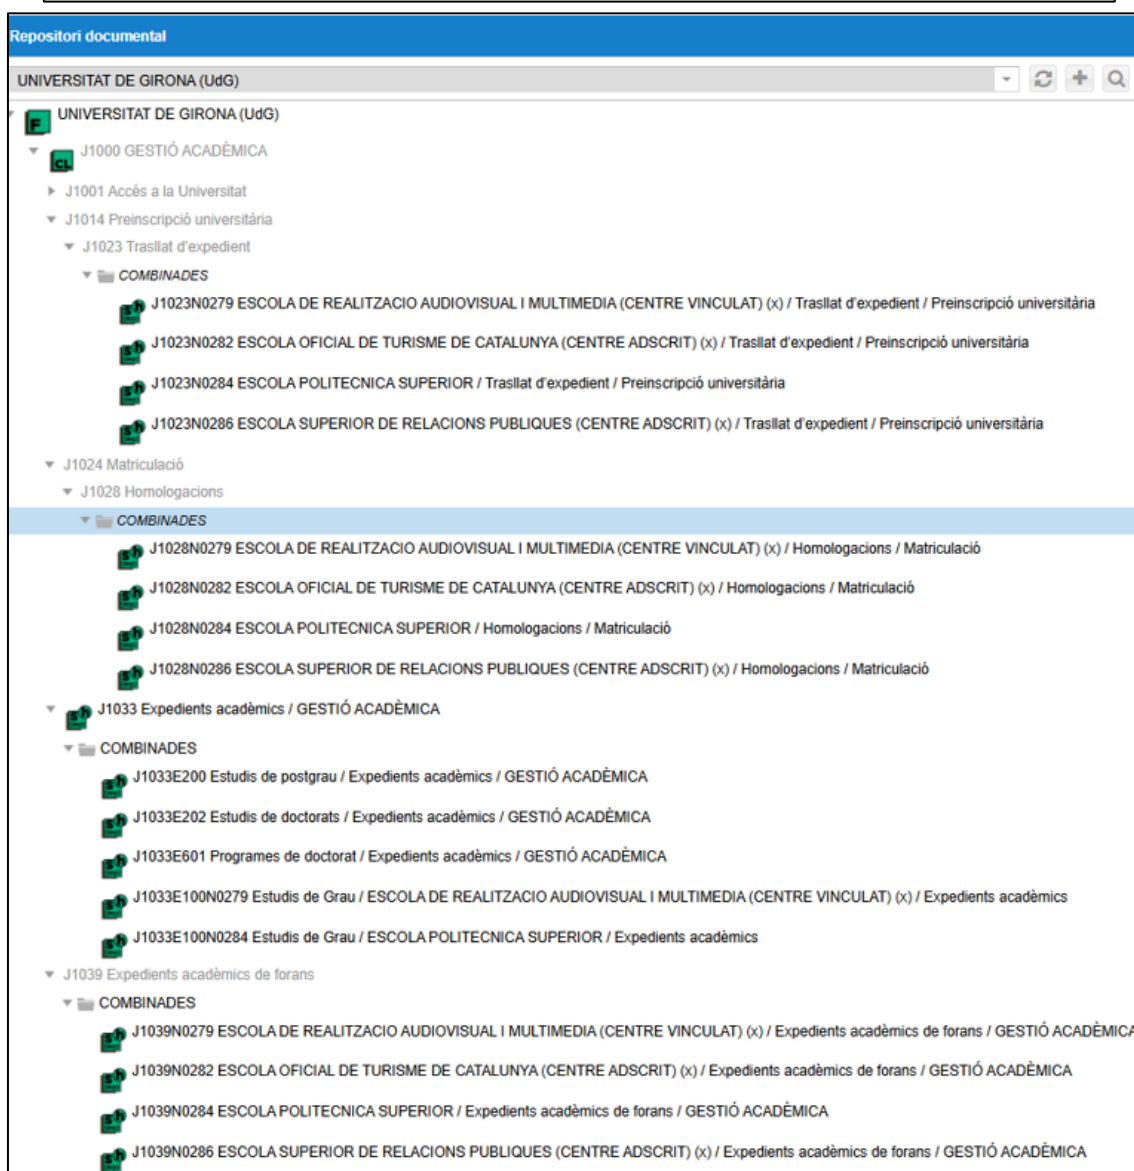 Repositori documental
UNIVERSITAT DE GIRONA (UdG)
UNIVERSITAT DE GIRONA (UdG)
J1000 GESTIÓ ACADÈMICA
J1001 Accés a la Universitat
J1014 Preinscripció universitària
J1023 Trasllat d'expedient
COMBINADES
J1023N0279 ESCOLA DE REALITZACIO AUDIOVISUAL I MULTIMEDIA (CENTRE VINCULAT) (x) / Trasllat d'expedient / Preinscripció universitària
J1023N0282 ESCOLA OFICIAL DE TURISME DE CATALUNYA (CENTRE ADSCRIT) (x) / Trasllat d'expedient / Preinscripció universitària
J1023N0284 ESCOLA POLITECNICA SUPERIOR / Trasllat d'expedient / Preinscripció universitària
J1023N0286 ESCOLA SUPERIOR DE RELACIONS PUBLIQUES (CENTRE ADSCRIT) (x) / Trasllat d'expedient / Preinscripció universitària
J1024 Matriculació
J1028 Homologacions
COMBINADES
J1028N0279 ESCOLA DE REALITZACIO AUDIOVISUAL I MULTIMEDIA (CENTRE VINCULAT) (x) / Homologacions / Matriculació
J1028N0282 ESCOLA OFICIAL DE TURISME DE CATALUNYA (CENTRE ADSCRIT) (x) / Homologacions / Matriculació
J1028N0284 ESCOLA POLITECNICA SUPERIOR / Homologacions / Matriculació
J1028N0286 ESCOLA SUPERIOR DE RELACIONS PUBLIQUES (CENTRE ADSCRIT) (x) / Homologacions / Matriculació
J1033 Expedients acadèmics / GESTIÓ ACADÈMICA
COMBINADES
J1033E200 Estudis de postgrau / Expedients acadèmics / GESTIÓ ACADÈMICA
J1033E202 Estudis de doctorats / Expedients acadèmics / GESTIÓ ACADÈMICA
J1033E601 Programes de doctorat / Expedients acadèmics / GESTIÓ ACADÈMICA
J1033E100N0279 Estudis de Grau / ESCOLA DE REALITZACIO AUDIOVISUAL I MULTIMEDIA (CENTRE VINCULAT) (x) / Expedients acadèmics
J1033E100N0284 Estudis de Grau / ESCOLA POLITECNICA SUPERIOR / Expedients acadèmics
J1039 Expedients acadèmics de forans
COMBINADES
J1039N0279 ESCOLA DE REALITZACIO AUDIOVISUAL I MULTIMEDIA (CENTRE VINCULAT) (x) / Expedients acadèmics de forans / GESTIÓ ACADÈMICA
J1039N0282 ESCOLA OFICIAL DE TURISME DE CATALUNYA (CENTRE ADSCRIT) (x) / Expedients acadèmics de forans / GESTIÓ ACADÈMICA
J1039N0284 ESCOLA POLITECNICA SUPERIOR / Expedients acadèmics de forans / GESTIÓ ACADÈMICA
J1039N0286 ESCOLA SUPERIOR DE RELACIONS PUBLIQUES (CENTRE ADSCRIT) (x) / Expedients acadèmics de forans / GESTIÓ ACADÈMICA